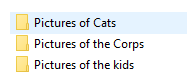 Pictures of Cats
Pictures of the Corps
Pictures of the kids